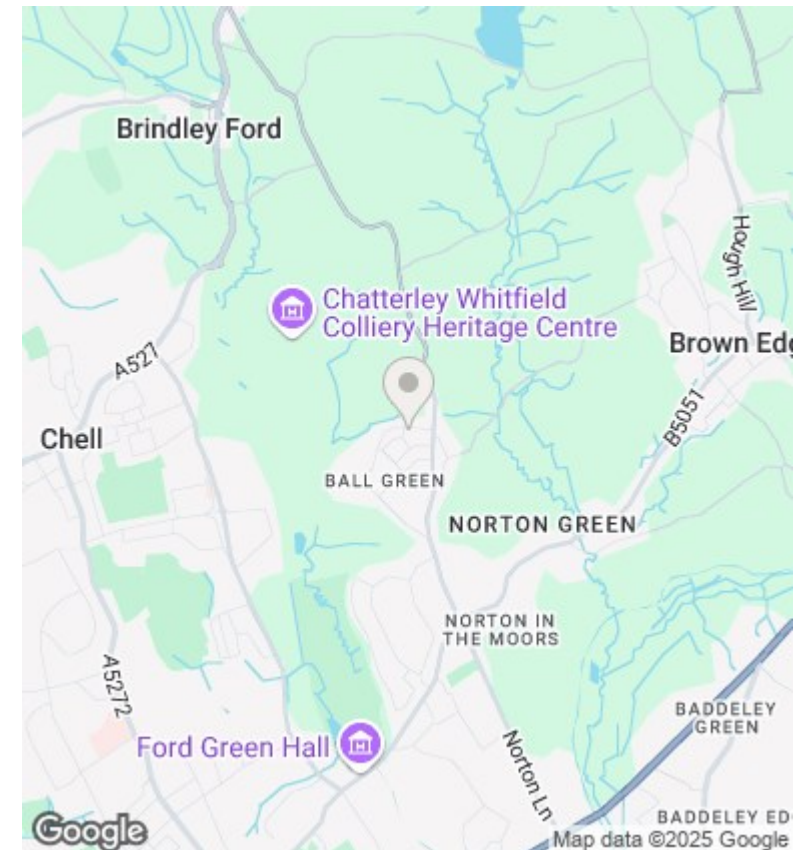 Brindley Ford
Hough Hill
Chatterley Whitfield
Colliery Heritage Centre
A527
Brown Edg
B5051
Chell
BALL GREEN
NORTON GREEN
NORTON IN
THE MOORS
A5272
BADDELEY
GREEN
Ford Green Hall
Norton Ln
BADDELEY EDG
Google
Map data ©2025 Google